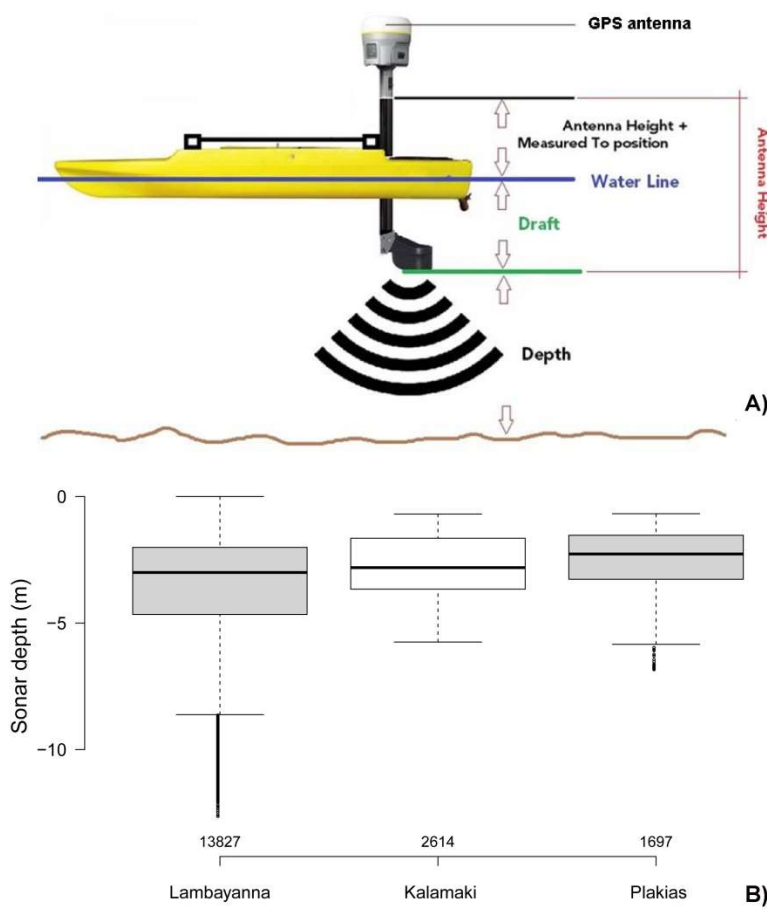 GPS antenna
Antenna Height +
Measured To position
Antenna Height
Water Line
Draft
Depth
A)
0
−5
−10
Sonar depth (m)
13827 2614 1697
Lambayanna Kalamaki Plakias
B)